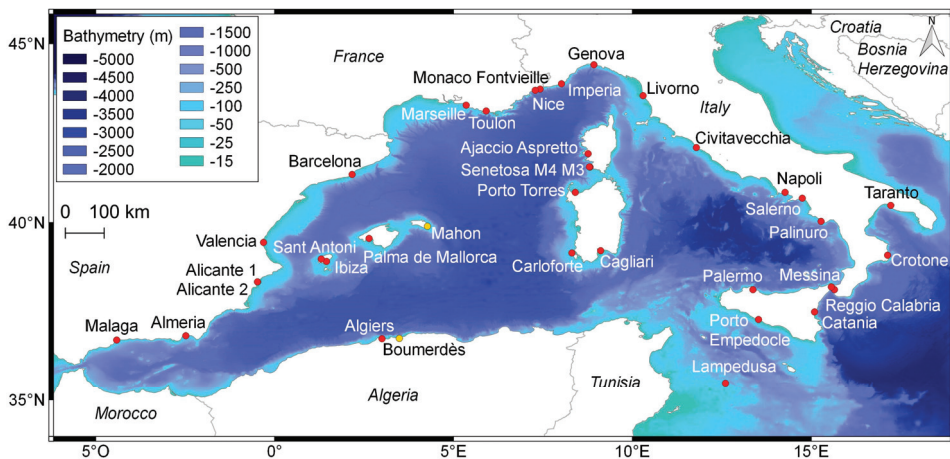 45°N
40°N
35°N
5°O
0°
5°E
10°E
15°E
Bathymetry (m)
-5000
-4500
-4000
-3500
-3000
-2500
-2000
-1500
-1000
-500
-250
-100
-50
-25
-15
0 100 km
N
France
Croatia
Bosnia
Herzegovina
Italy
Spain
Morocco
Algeria
Tunisia
Genova
Monaco Fontvieille
Imperia
Nice
Livorno
Marseille
Toulon
Civitavecchia
Ajaccio Aspretto
Senetosa M4 M3
Barcelona
Porto Torres
Napoli
Salerno
Taranto
Palinuro
Mahon
Valencia
Sant Antoni
Palma de Mallorca
Ibiza
Carloforte
Cagliari
Crotone
Alicante 1
Alicante 2
Palermo
Messina
Reggio Calabria
Catania
Malaga
Almeria
Algiers
Boumerdès
Porto
Empedocle
Lampedusa